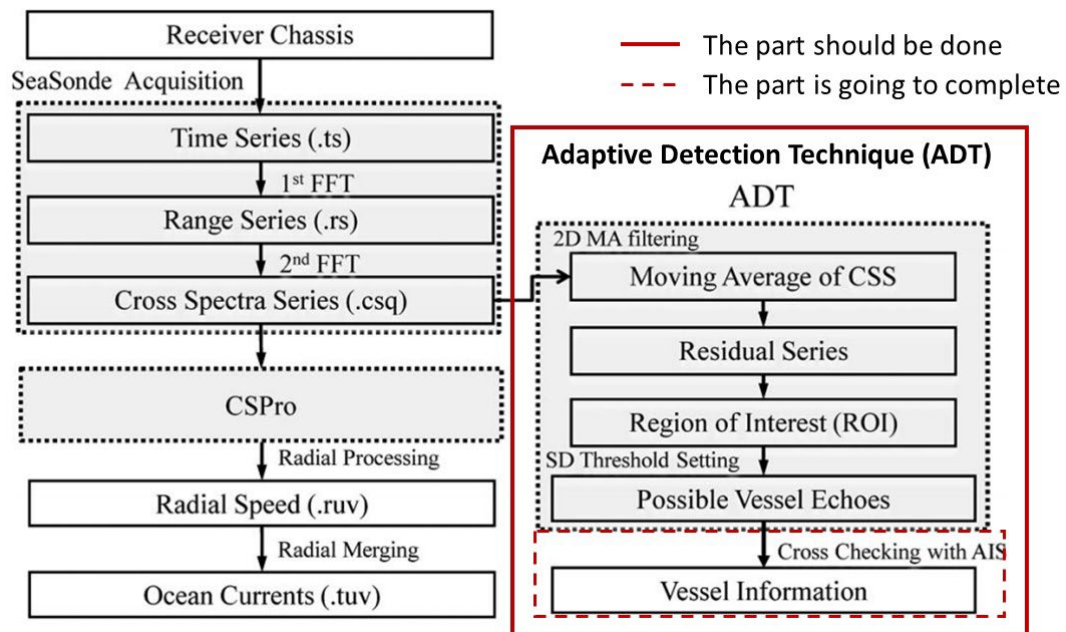 Receiver Chassis
SeaSonde Acquisition
Time Series (.ts)
1st FFT
Range Series (.rs)
2nd FFT
Cross Spectra Series (.csq)
CSPro
Radial Processing
Radial Speed (.ruv)
Radial Merging
Ocean Currents (.tuv)
The part should be done
The part is going to complete
Adaptive Detection Technique (ADT)
ADT
2D MA filtering
Moving Average of CSS
Residual Series
Region of Interest (ROI)
SD Threshold Setting
Possible Vessel Echoes
Cross Checking with AIS
Vessel Information